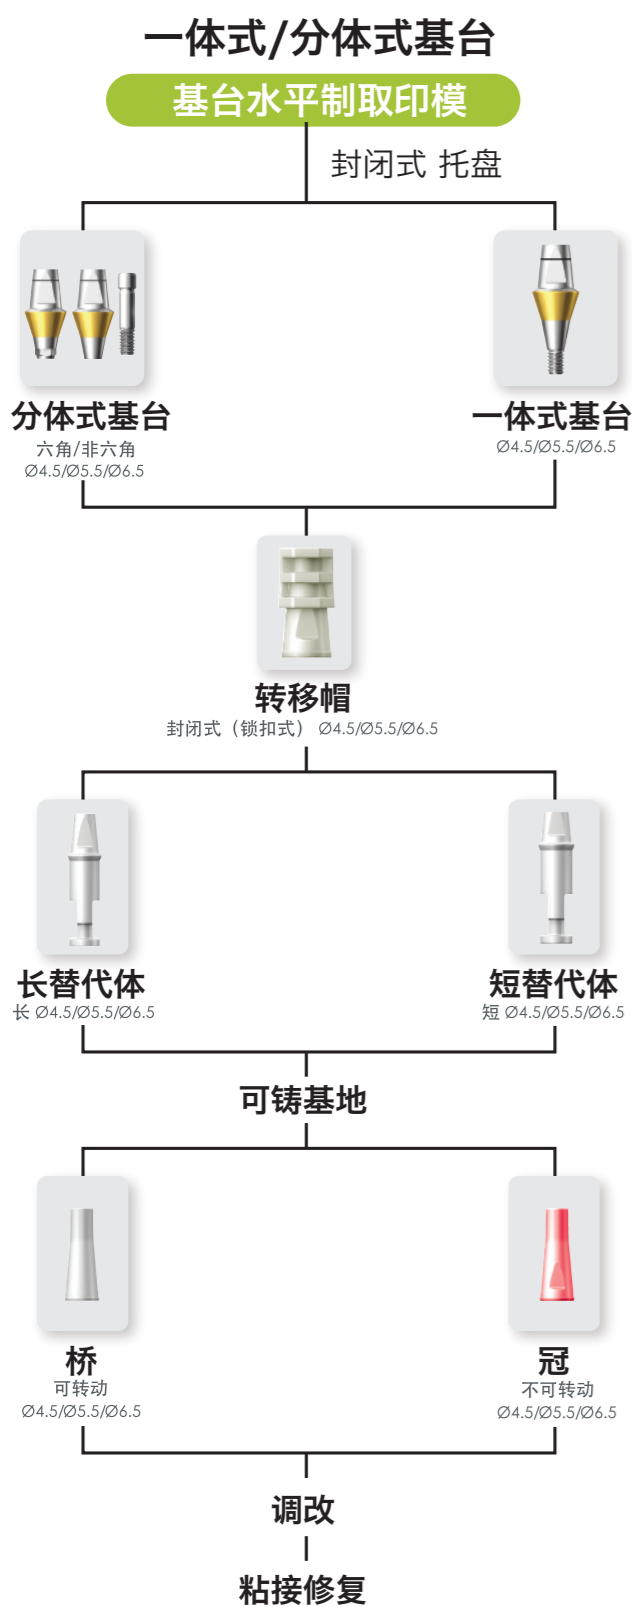 一体式/分体式基台
基台水平制取印模
封闭式 托盘
分体式基台
六角/非六角
Ø4.5/Ø5.5/Ø6.5
一体式基台
Ø4.5/Ø5.5/Ø6.5
转移帽
封闭式（锁扣式） Ø4.5/Ø5.5/Ø6.5
长替代体
长 Ø4.5/Ø5.5/Ø6.5
短替代体
短 Ø4.5/Ø5.5/Ø6.5
可铸基地
桥
可转动
Ø4.5/Ø5.5/Ø6.5
冠
不可转动
Ø4.5/Ø5.5/Ø6.5
调改
粘接修复